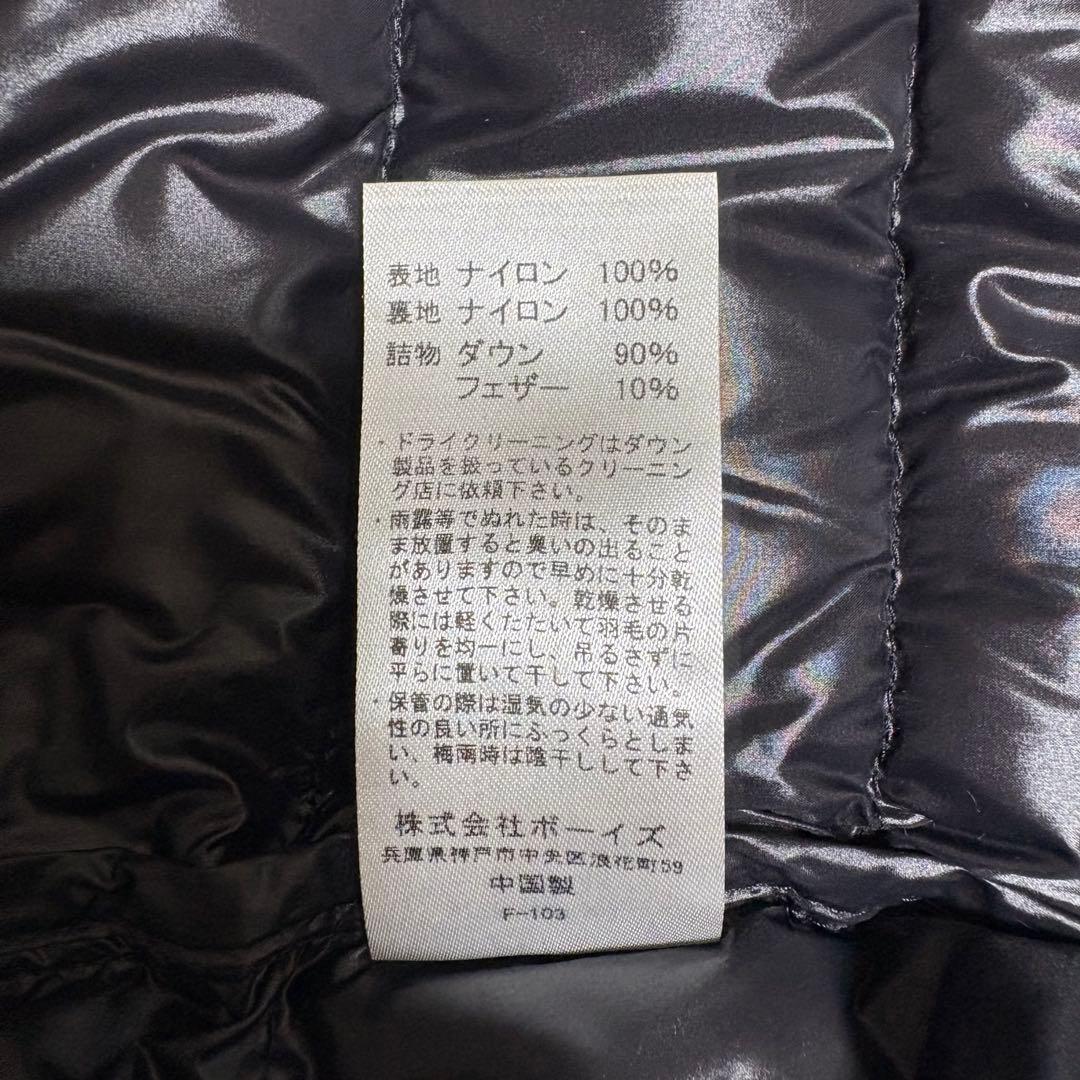 表地 ナイロン 100%
裏地 ナイロン 100%
詰物 ダウン 90%
フェザー 10%
・ドライクリーニングはダウン
製品を扱っているクリーニン
グ店に依頼下さい。
・雨露等でぬれた時は、そのま
ま放置すると臭いの出ること
がありますので早めに十分乾
燥させて下さい。乾燥させる
際には軽くたたいて羽毛の片
寄りを均一にし、吊るさずに
平らに置いて干して下さい。
・保管の際は湿気の少ない通気
性の良い所にふっくらとしま
い、梅雨時は陰干しして下さ
い。
株式会社ボーイズ
兵庫県神戸市中央区浪花町59
中国製
F-103